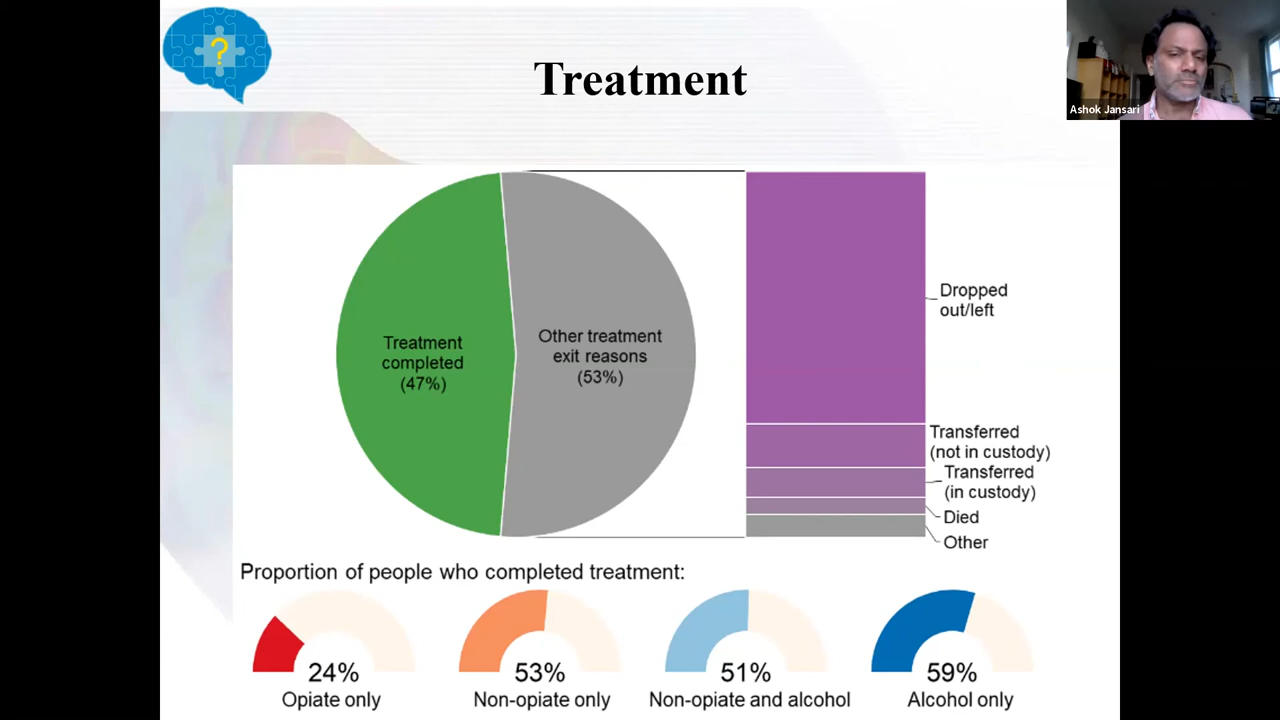 ?
Treatment
Ashok Jansari
Treatment
completed
(47%)
Other treatment
exit reasons
(53%)
Dropped
out/left
Transferred
(not in custody)
Transferred
(in custody)
Died
Other
Proportion of people who completed treatment:
24%
Opiate only
53%
Non-opiate only
51%
Non-opiate and alcohol
59%
Alcohol only